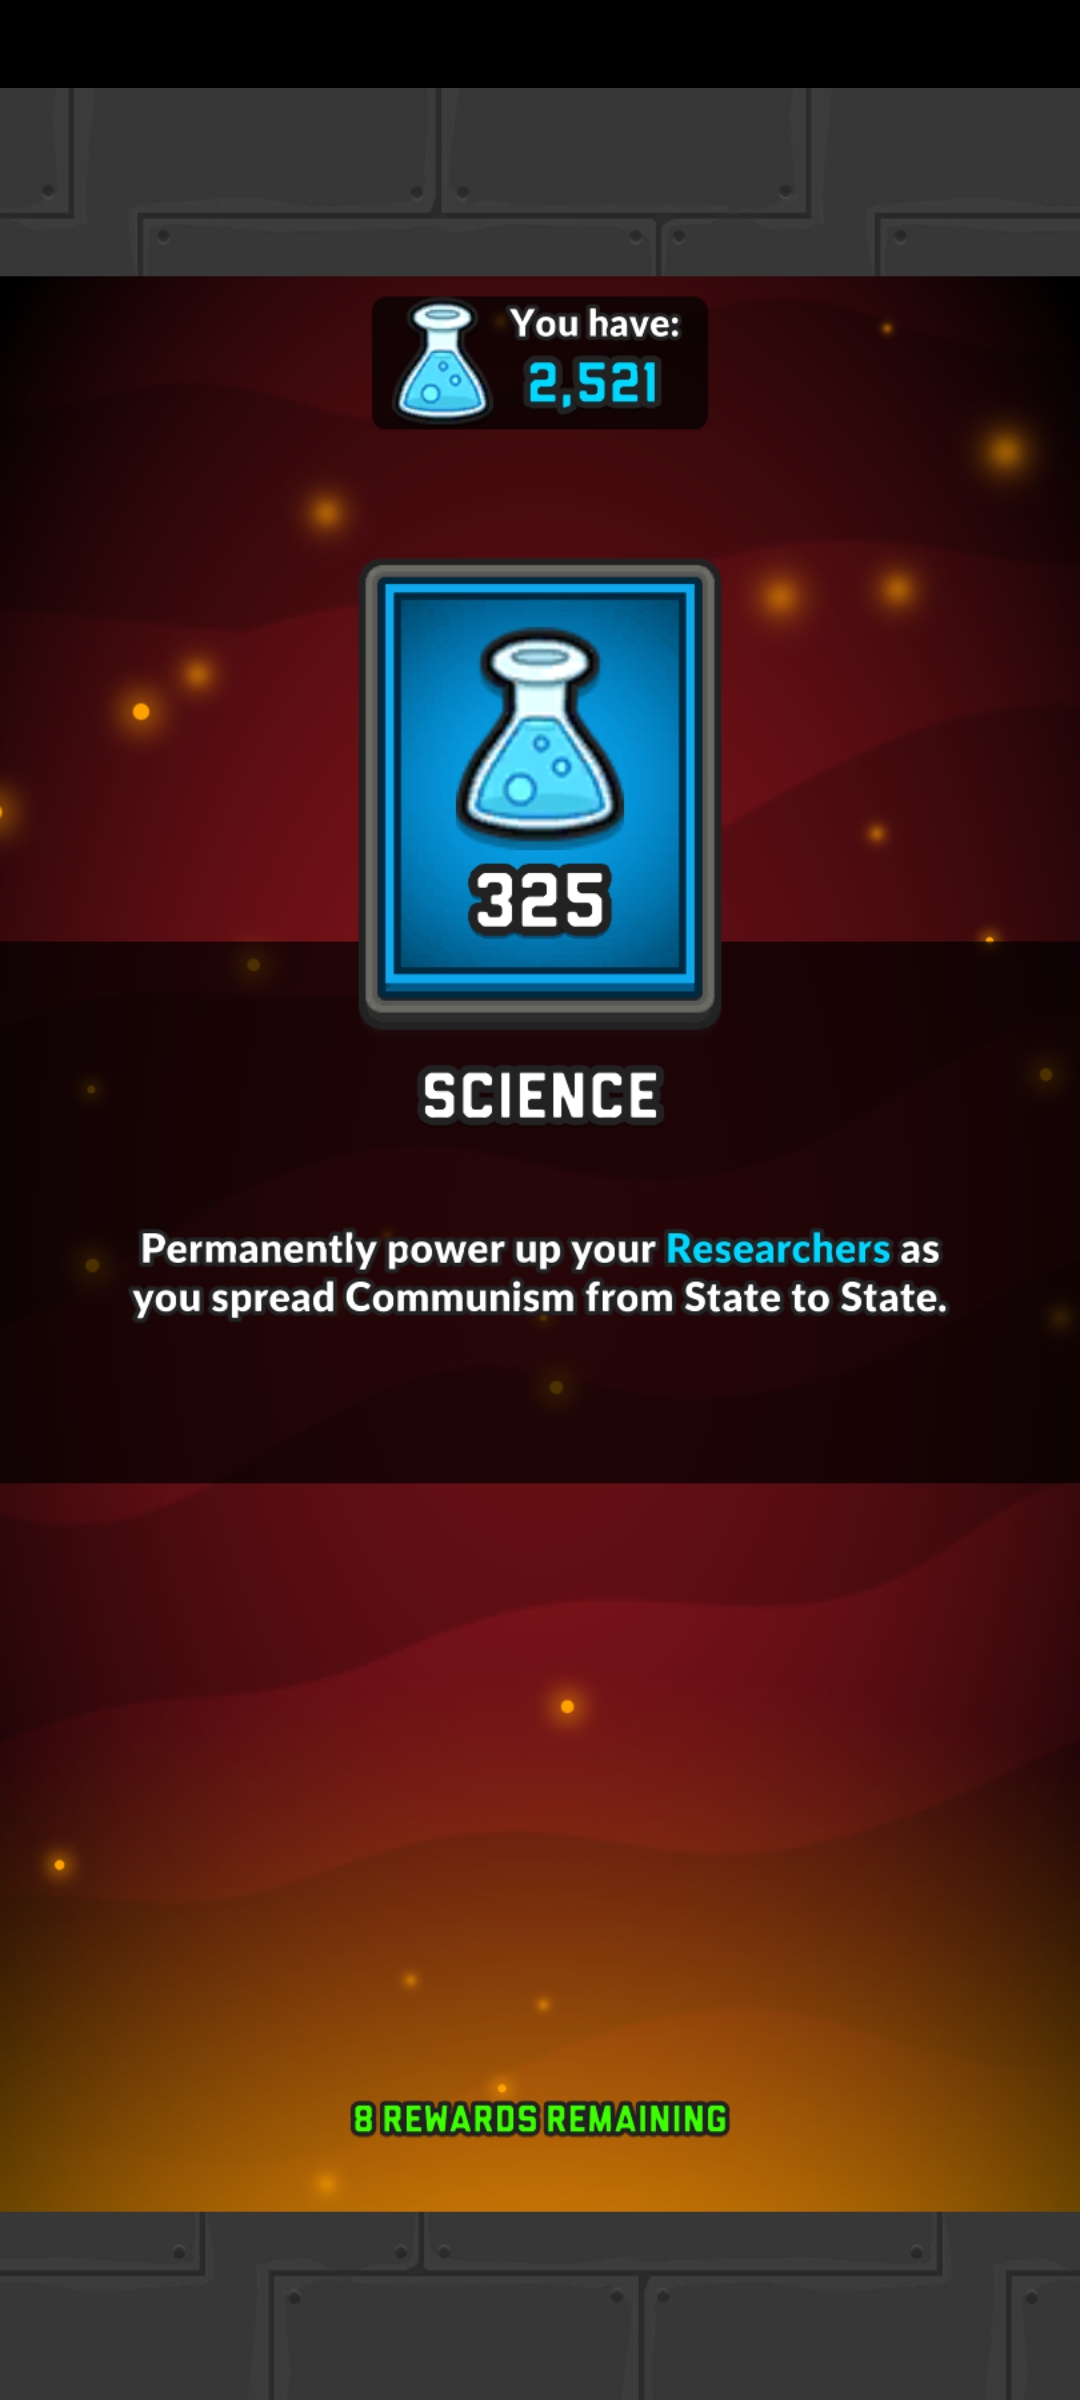 You have:
2,521
325
SCIENCE
Permanently power up your Researchers as
you spread Communism from State to State.
8 REWARDS REMAINING